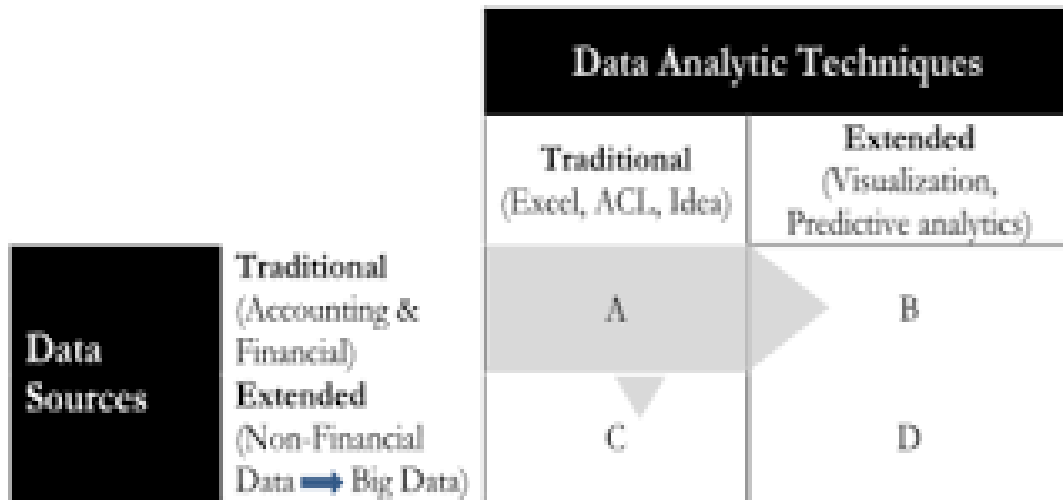 Data Analytic Techniques
Traditional
(Excel, ACL, Idea)
Extended
(Visualization,
Predictive analytics)
Data
Sources
Traditional
(Accounting &
Financial)
Extended
(Non-Financial
Data ➡ Big Data)
A
B
C
D